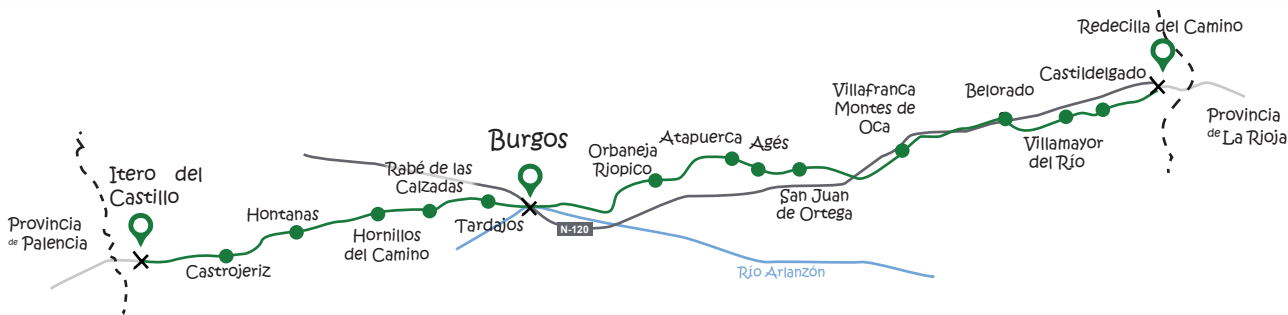 Redecilla del Camino
Castildelgado
Provincia
de La Rioja
Villamayor
del Río
Belorado
Villafranca
Montes de
Oca
San Juan
de Ortega
Agés
Atapuerca
Orbaneja
Riopico
Burgos
N-120
Río Arlanzón
Tardajos
Rabé de las
Calzadas
Hornillos
del Camino
Hontanas
Castrojeriz
Itero del
Castillo
Provincia
de Palencia